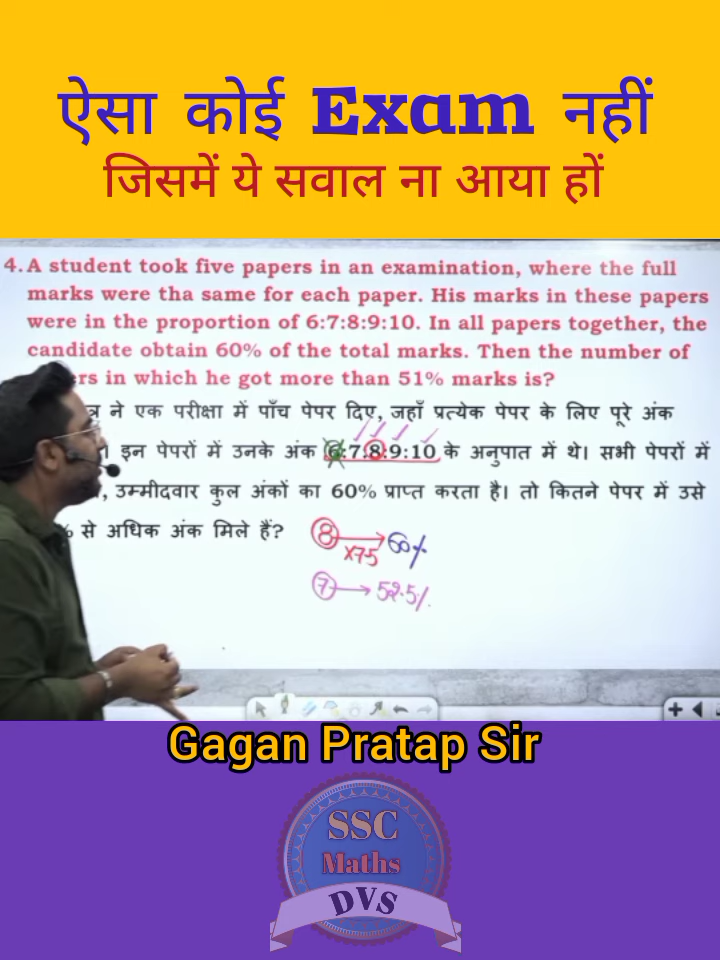 ऐसा कोई Exam नहीं
जिसमें ये सवाल ना आया हों
4. A student took five papers in an examination, where the full
marks were tha same for each paper. His marks in these papers
were in the proportion of 6:7:8:9:10. In all papers together, the
candidate obtain 60% of the total marks. Then the number of
rs in which he got more than 51% marks is?
त्र ने एक परीक्षा में पाँच पेपर दिए, जहाँ प्रत्येक पेपर के लिए पूरे अंक
। इन पेपरों में उनके अंक 6:7:8:9:10 के अनुपात में थे। सभी पेपरों में
, उम्मीदवार कुल अंकों का 60% प्राप्त करता है। तो कितने पेपर में उसे
% से अधिक अंक मिले हैं?
8 → 60%
×7.5
7 → 52.5%
Gagan Pratap Sir
SSC
Maths
DVS